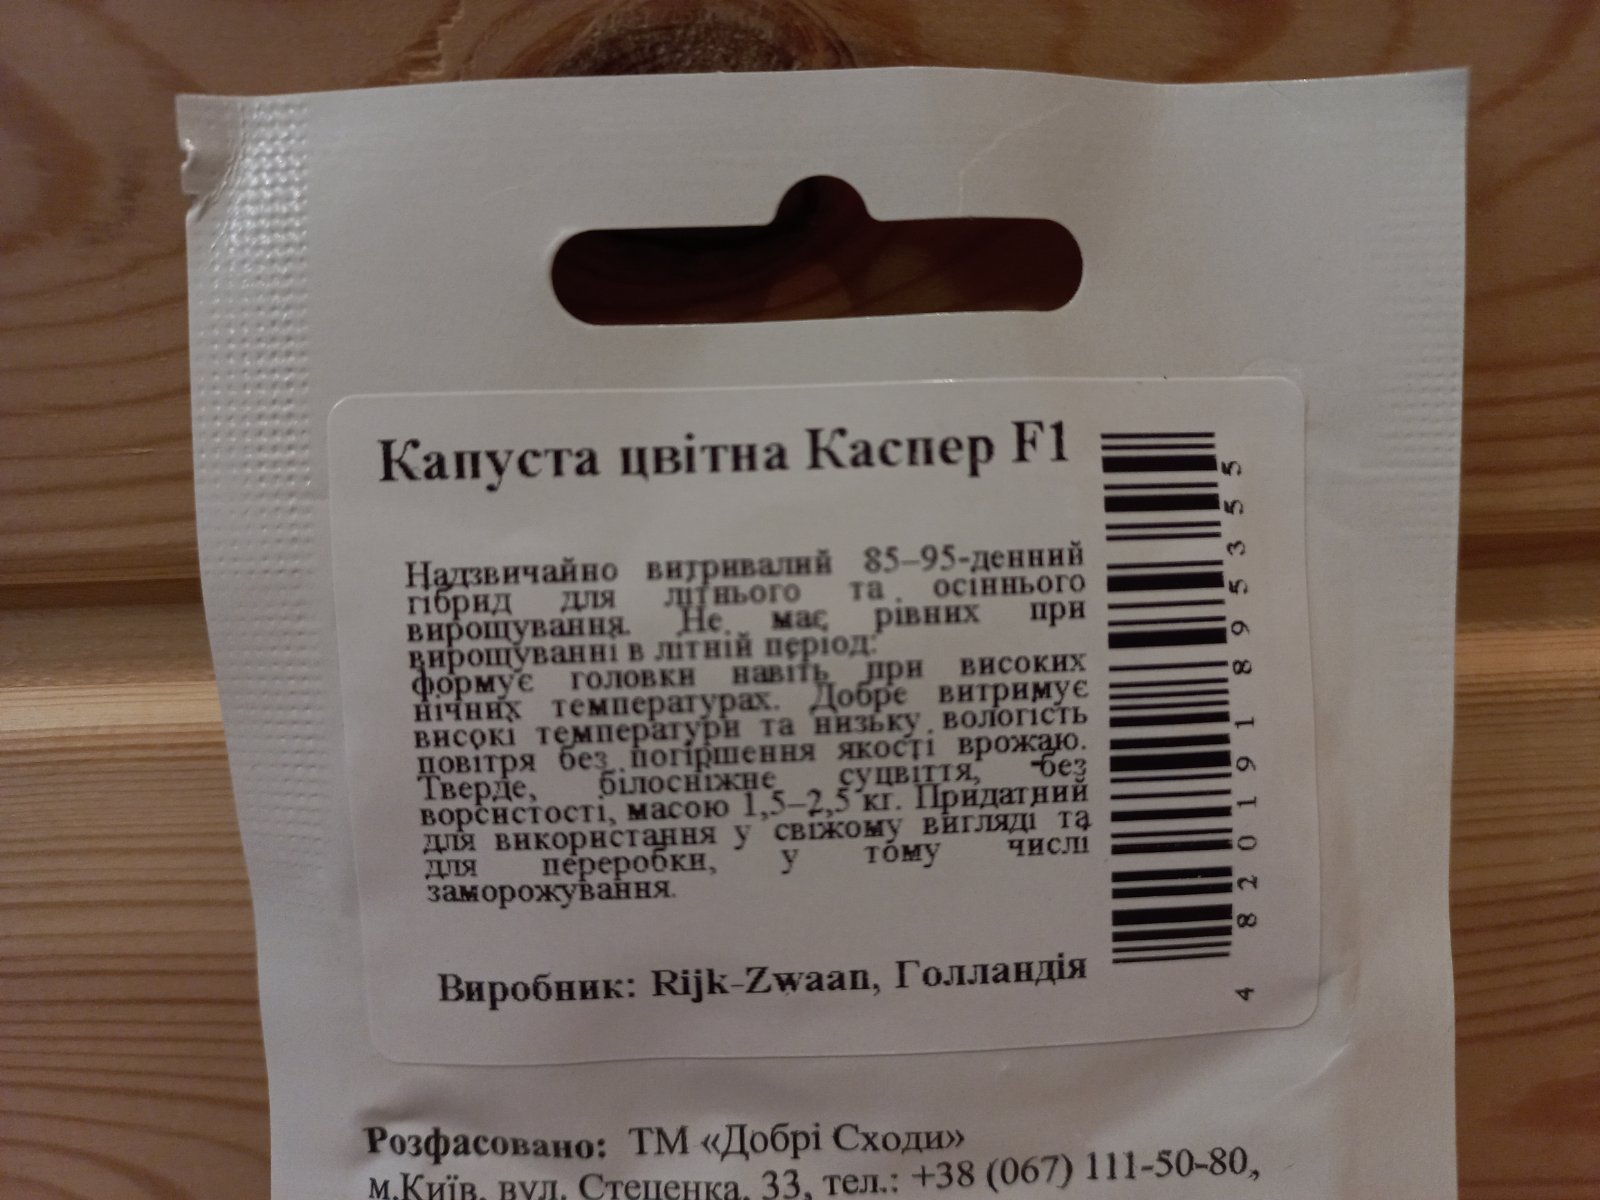 Капуста цвітна Каспер F1
Надзвичайно витривалий 85–95-денний
гібрид для літнього та осіннього
вирощування. Не має рівних при
вирощуванні в літній період:
формує головки навіть при високих
нічних температурах. Добре витримує
високі температури та низьку вологість
повітря без погіршення якості врожаю.
Тверде, білосніжне суцвіття, без
ворсистості, масою 1,5–2,5 кг. Придатний
для використання у свіжому вигляді та
для переробки, у тому числі
заморожування.
Виробник: Rijk-Zwaan, Голландія
4 820191 895355
Розфасовано: ТМ «Добрі Сходи»
м.Київ, вул. Стеценка, 33, тел.: +38 (067) 111-50-80,